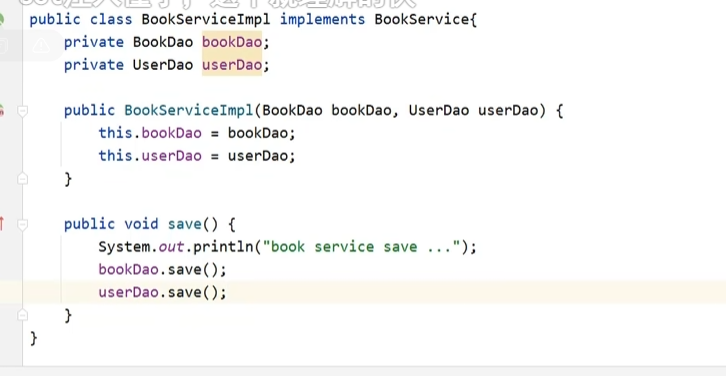 public class BookServiceImpl implements BookService{
    private BookDao bookDao;
    private UserDao userDao;
    public BookServiceImpl(BookDao bookDao, UserDao userDao) {
        this.bookDao = bookDao;
        this.userDao = userDao;
    }
    public void save() {
        System.out.println("book service save ...");
        bookDao.save();
        userDao.save();
    }
}